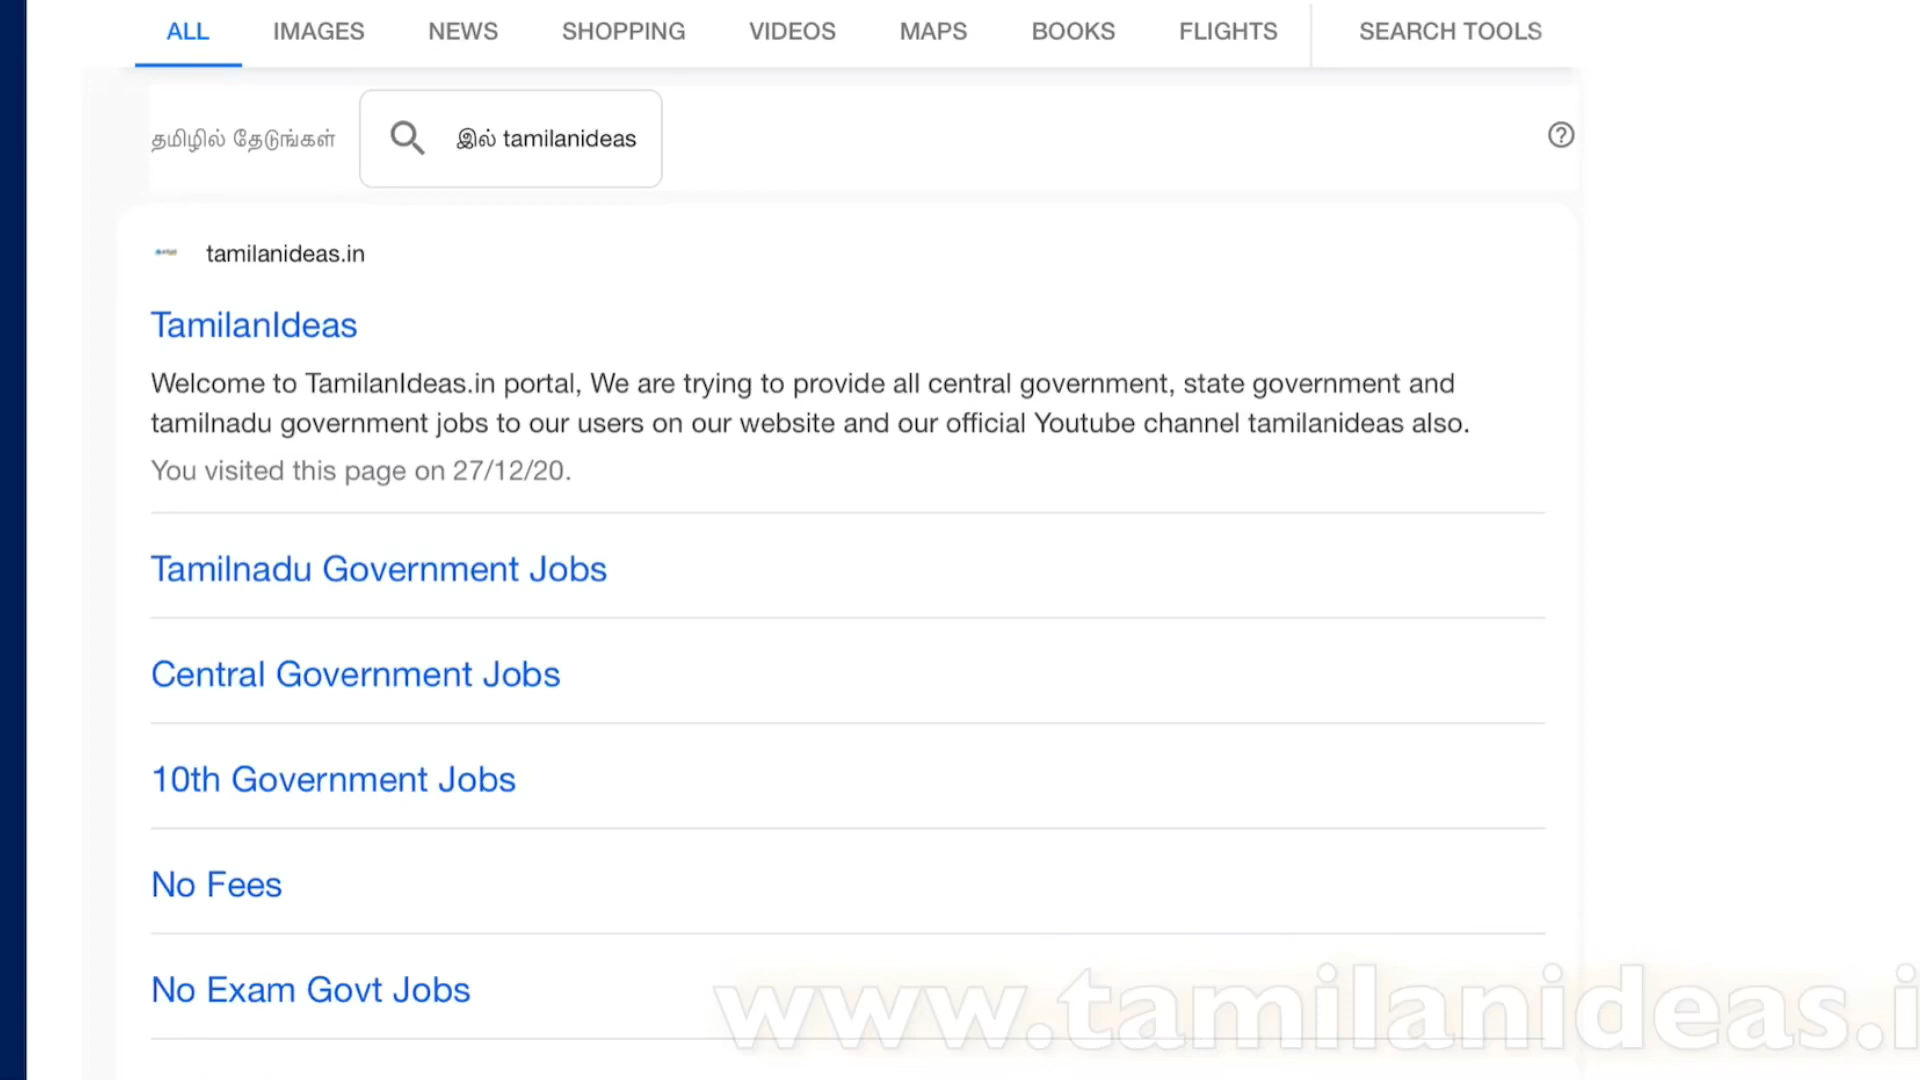 ALL IMAGES NEWS SHOPPING VIDEOS MAPS BOOKS FLIGHTS SEARCH TOOLS
தமிழில் தேடுங்கள் இல் tamilanideas
tamilanideas.in
TamilanIdeas
Welcome to TamilanIdeas.in portal, We are trying to provide all central government, state government and
tamilnadu government jobs to our users on our website and our official Youtube channel tamilanideas also.
You visited this page on 27/12/20.
Tamilnadu Government Jobs
Central Government Jobs
10th Government Jobs
No Fees
No Exam Govt Jobs
www.tamilanideas.i